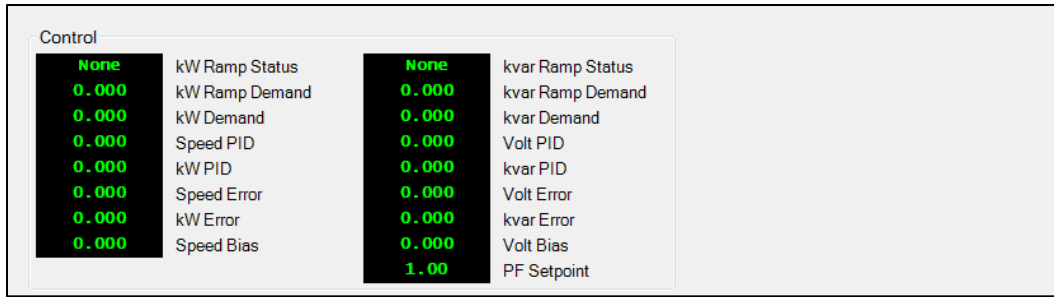 Control
None kW Ramp Status None kvar Ramp Status
0.000 kW Ramp Demand 0.000 kvar Ramp Demand
0.000 kW Demand 0.000 kvar Demand
0.000 Speed PID 0.000 Volt PID
0.000 kW PID 0.000 kvar PID
0.000 Speed Error 0.000 Volt Error
0.000 kW Error 0.000 kvar Error
0.000 Speed Bias 0.000 Volt Bias
1.00 PF Setpoint